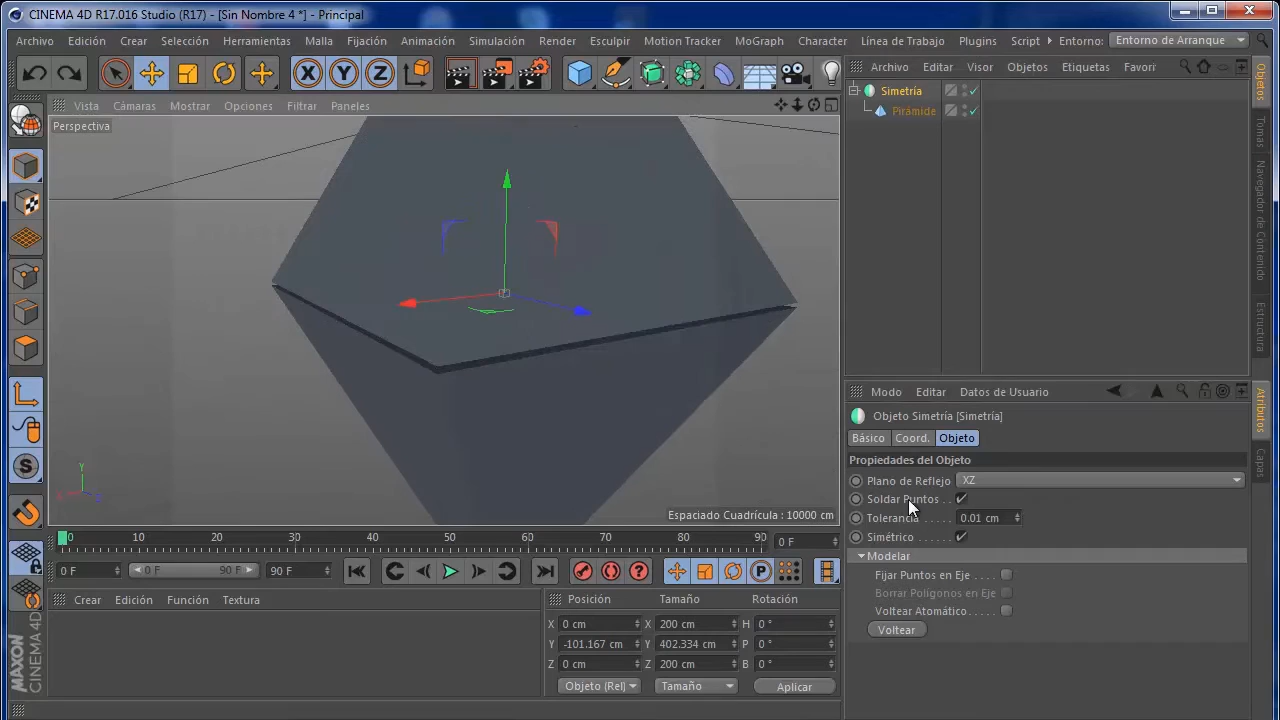 CINEMA 4D R17.016 Studio (R17) - [Sin Nombre 4 *] - Principal
Archivo Edición Crear Selección Herramientas Malla Fijación Animación Simulación Render Esculpir Motion Tracker MoGraph Character Línea de Trabajo Plugins Script Entorno: Entorno de Arranque
X Y Z
Archivo Editar Visor Objetos Etiquetas Favori
Vista Cámaras Mostrar Opciones Filtrar Paneles
Perspectiva
Simetría
Pirámide
Objetos
Tomas
Navegador de Contenido
Estructura
Y
Espaciado Cuadrícula : 10000 cm
Modo Editar Datos de Usuario
Objeto Simetría [Simetría]
Básico Coord. Objeto
Propiedades del Objeto
Plano de Reflejo XZ
Soldar Puntos . .
Tolerancia . . . . . 0.01 cm
Simétrico . . . . . .
Modelar
Fijar Puntos en Eje . . . .
Borrar Polígonos en Eje
Voltear Atomático . . . . .
Voltear
Atributos
Capas
S
0 10 20 30 40 50 60 70 80 90 0 F
0 F 0 F 90 F 90 F
P
Crear Edición Función Textura
Posición Tamaño Rotación
X 0 cm X 200 cm H 0 °
Y -101.167 cm Y 402.334 cm P 0 °
Z 0 cm Z 200 cm B 0 °
Objeto (Rel) Tamaño Aplicar
MAXON
CINEMA 4D